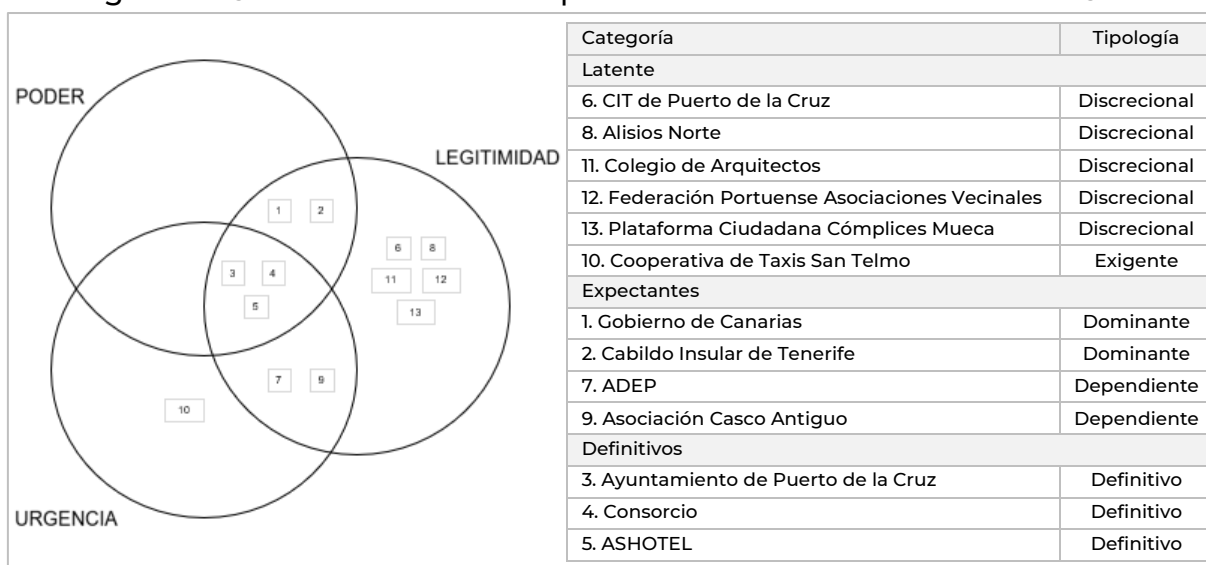 PODER
LEGITIMIDAD
1 2
6 8
3 4
11 12
5
13
7 9
10
URGENCIA
Categoría Tipología
Latente
6. CIT de Puerto de la Cruz Discrecional
8. Alisios Norte Discrecional
11. Colegio de Arquitectos Discrecional
12. Federación Portuense Asociaciones Vecinales Discrecional
13. Plataforma Ciudadana Cómplices Mueca Discrecional
10. Cooperativa de Taxis San Telmo Exigente
Expectantes
1. Gobierno de Canarias Dominante
2. Cabildo Insular de Tenerife Dominante
7. ADEP Dependiente
9. Asociación Casco Antiguo Dependiente
Definitivos
3. Ayuntamiento de Puerto de la Cruz Definitivo
4. Consorcio Definitivo
5. ASHOTEL Definitivo